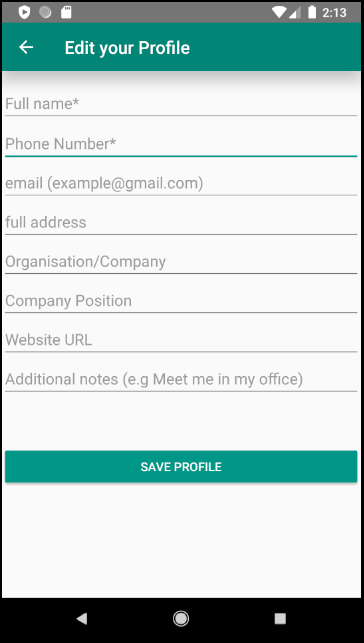 2:13
Edit your Profile
Full name*
Phone Number*
email (example@gmail.com)
full address
Organisation/Company
Company Position
Website URL
Additional notes (e.g Meet me in my office)
SAVE PROFILE